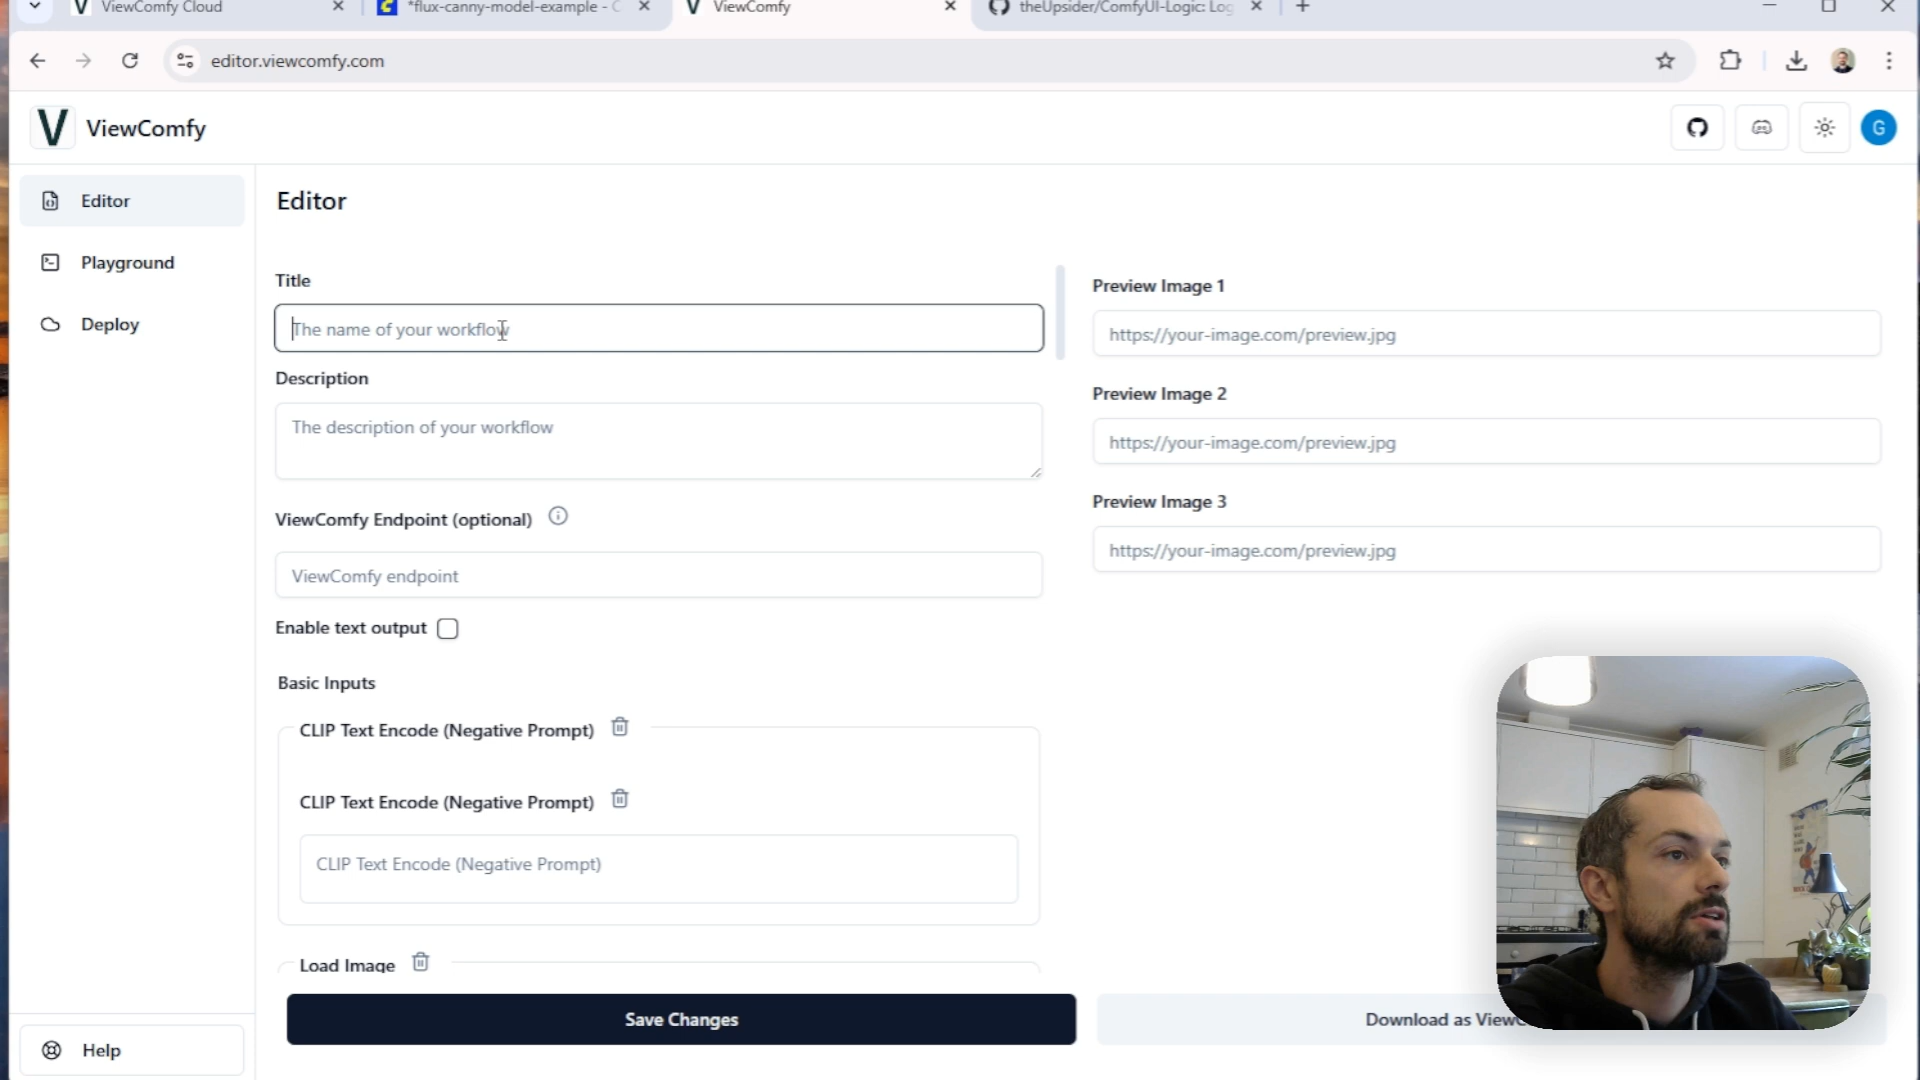 ViewComfy Cloud
*flux-canny-model-example - C
ViewComfy
theUpsider/ComfyUI-Logic: Log
editor.viewcomfy.com
V ViewComfy
G
Editor
Playground
Deploy
Help
Editor
Title
The name of your workflow
Description
The description of your workflow
ViewComfy Endpoint (optional)
ViewComfy endpoint
Enable text output
Basic Inputs
CLIP Text Encode (Negative Prompt)
CLIP Text Encode (Negative Prompt)
CLIP Text Encode (Negative Prompt)
Load Image
Save Changes
Preview Image 1
https://your-image.com/preview.jpg
Preview Image 2
https://your-image.com/preview.jpg
Preview Image 3
https://your-image.com/preview.jpg
Download as ViewC